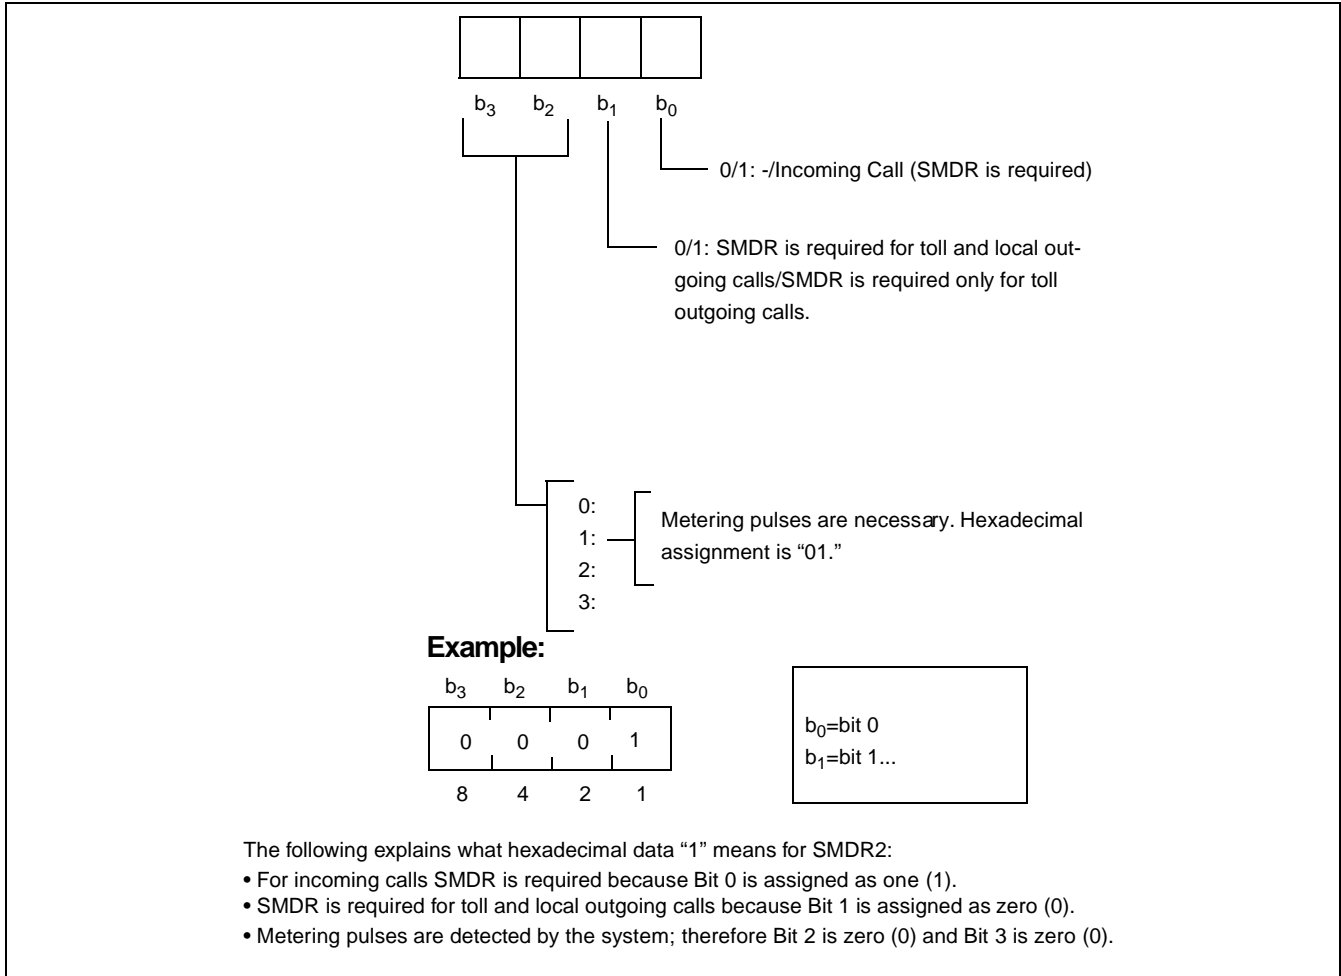 b3 b2 b1 b0
0/1: -/Incoming Call (SMDR is required)
0/1: SMDR is required for toll and local out-
going calls/SMDR is required only for toll
outgoing calls.
0:
1:
2:
3:
Metering pulses are necessary. Hexadecimal
assignment is “01.”
Example:
b3 b2 b1 b0
0 0 0 1
8 4 2 1
b0=bit 0
b1=bit 1...
The following explains what hexadecimal data “1” means for SMDR2:
• For incoming calls SMDR is required because Bit 0 is assigned as one (1).
• SMDR is required for toll and local outgoing calls because Bit 1 is assigned as zero (0).
• Metering pulses are detected by the system; therefore Bit 2 is zero (0) and Bit 3 is zero (0).